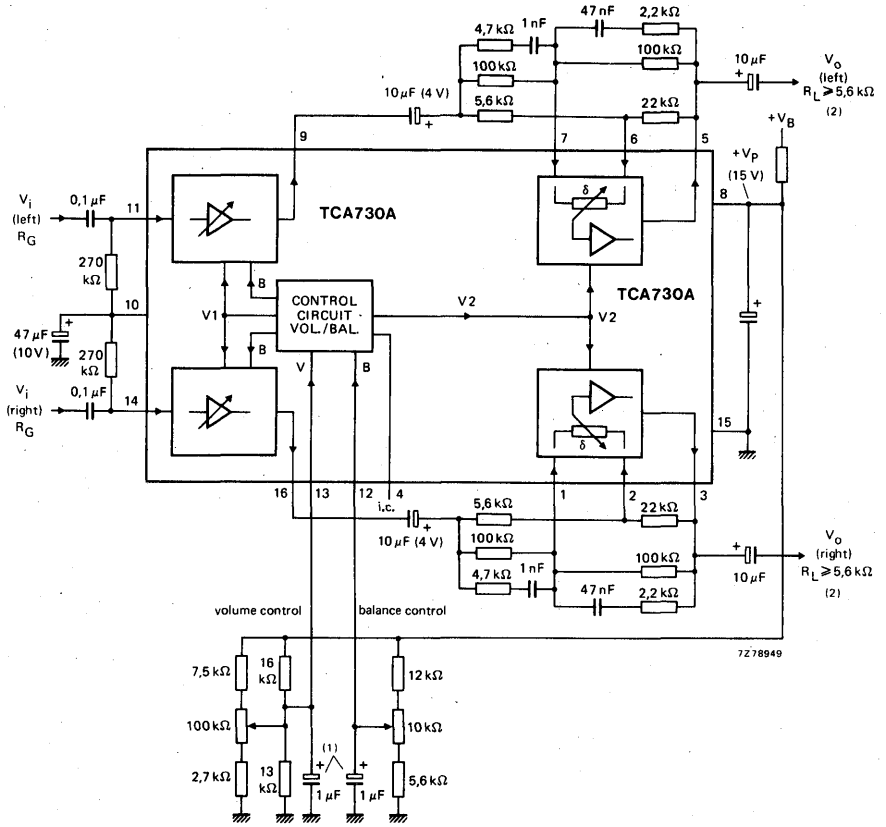 47 nF
2,2 kΩ
4,7 kΩ
1 nF
100 kΩ
100 kΩ
10 μF (4 V)
+
5,6 kΩ
22 kΩ
10 μF
+
V₀
(left)
R_L ⩾ 5,6 kΩ
(2)
+V_B
9
7
6
5
+V_P
(15 V)
8
V_i
(left)
R_G
0,1 μF
11
TCA730A
δ
270
kΩ
10
B
CONTROL
CIRCUIT
VOL./BAL.
V1
V2
V2
TCA730A
+
47 μF
(10V)
+
270
kΩ
B
V
B
V_i
(right)
R_G
0,1 μF
14
δ
15
16
13
12
4
i.c.
1
2
3
10 μF (4 V)
+
5,6 kΩ
22 kΩ
100 kΩ
100 kΩ
4,7 kΩ
1 nF
47 nF
2,2 kΩ
+
10 μF
V₀
(right)
R_L ⩾ 5,6 kΩ
(2)
volume control
balance control
7Z78949
7,5 kΩ
16
kΩ
12 kΩ
100 kΩ
10 kΩ
(1)
2,7 kΩ
13
kΩ
+
1 μF
+
1 μF
5,6 kΩ